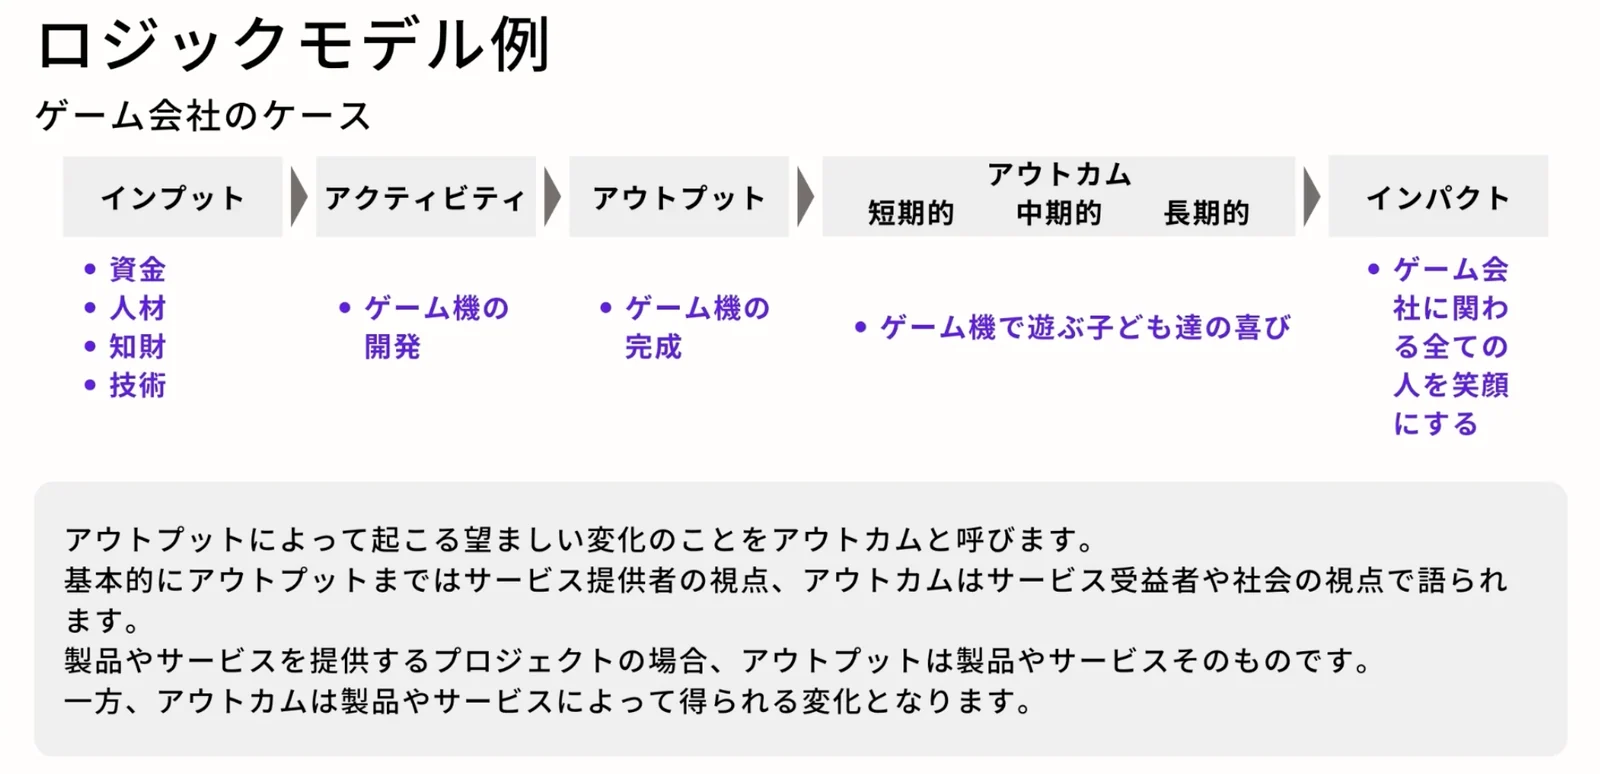 ロジックモデル例
ゲーム会社のケース
インプット
アクティビティ
アウトプット
アウトカム
短期的 中期的 長期的
インパクト
• 資金
• 人材
• 知財
• 技術
• ゲーム機の
開発
• ゲーム機の
完成
• ゲーム機で遊ぶ子ども達の喜び
• ゲーム会
社に関わ
る全ての
人を笑顔
にする
アウトプットによって起こる望ましい変化のことをアウトカムと呼びます。
基本的にアウトプットまではサービス提供者の視点、アウトカムはサービス受益者や社会の視点で語られ
ます。
製品やサービスを提供するプロジェクトの場合、アウトプットは製品やサービスそのものです。
一方、アウトカムは製品やサービスによって得られる変化となります。